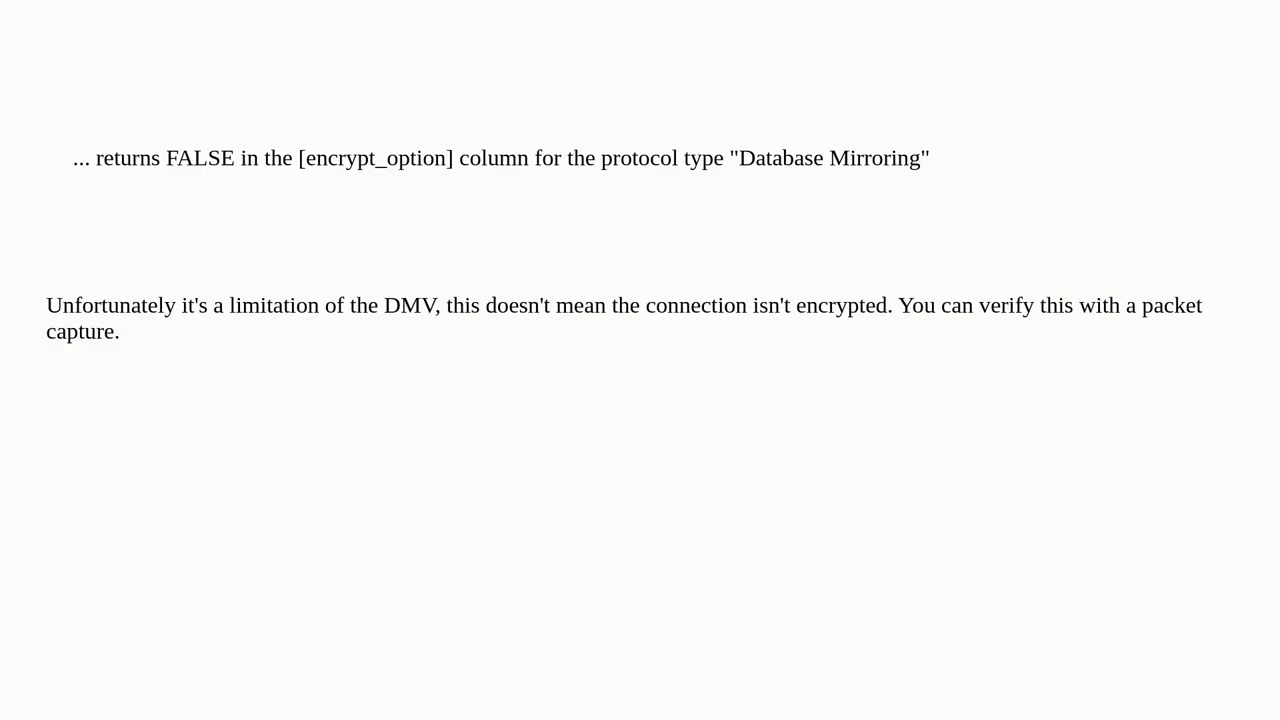 ... returns FALSE in the [encrypt_option] column for the protocol type "Database Mirroring"
Unfortunately it's a limitation of the DMV, this doesn't mean the connection isn't encrypted. You can verify this with a packet
capture.